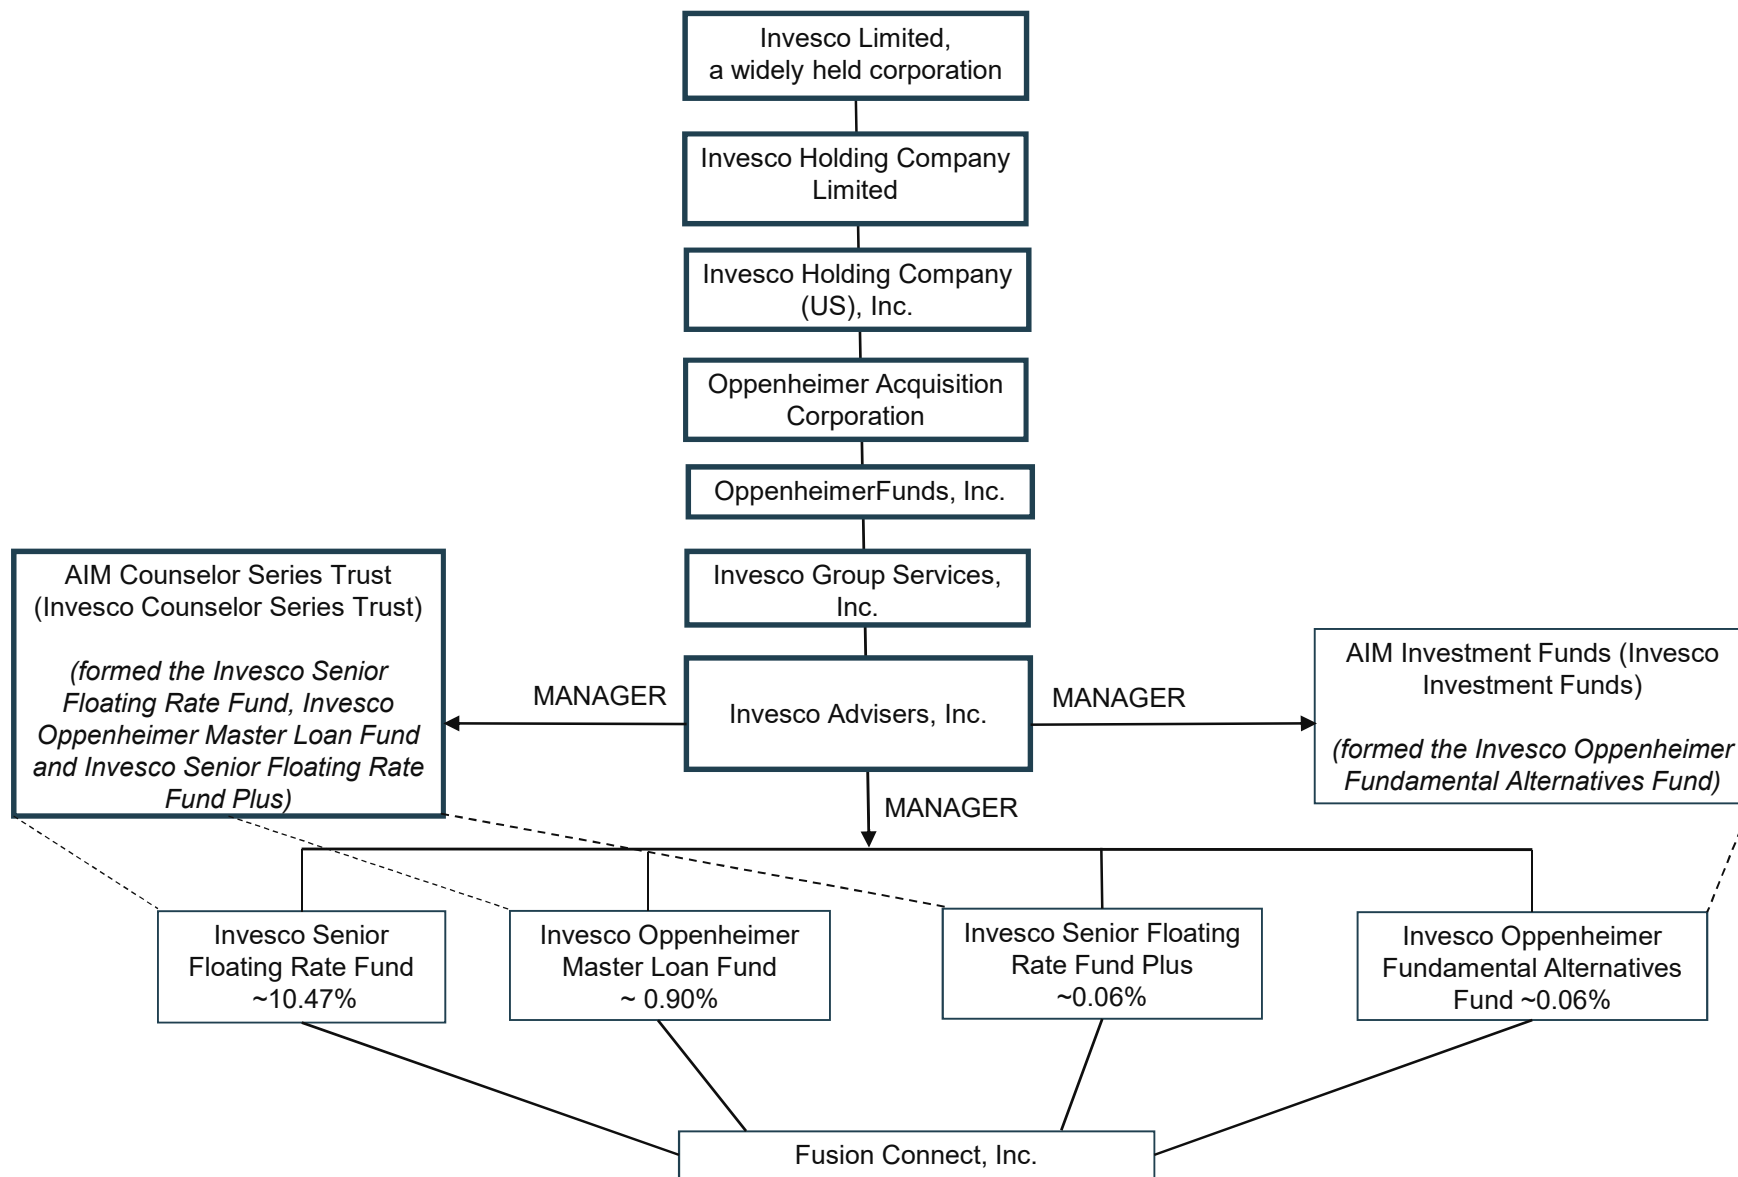 Invesco Limited,
a widely held corporation
Invesco Holding Company
Limited
Invesco Holding Company
(US), Inc.
Oppenheimer Acquisition
Corporation
OppenheimerFunds, Inc.
Invesco Group Services,
Inc.
AIM Counselor Series Trust
(Invesco Counselor Series Trust)
(formed the Invesco Senior
Floating Rate Fund, Invesco
Oppenheimer Master Loan Fund
and Invesco Senior Floating Rate
Fund Plus)
MANAGER
Invesco Advisers, Inc.
MANAGER
AIM Investment Funds (Invesco
Investment Funds)
(formed the Invesco Oppenheimer
Fundamental Alternatives Fund)
MANAGER
Invesco Senior
Floating Rate Fund
~10.47%
Invesco Oppenheimer
Master Loan Fund
~ 0.90%
Invesco Senior Floating
Rate Fund Plus
~0.06%
Invesco Oppenheimer
Fundamental Alternatives
Fund ~0.06%
Fusion Connect, Inc.